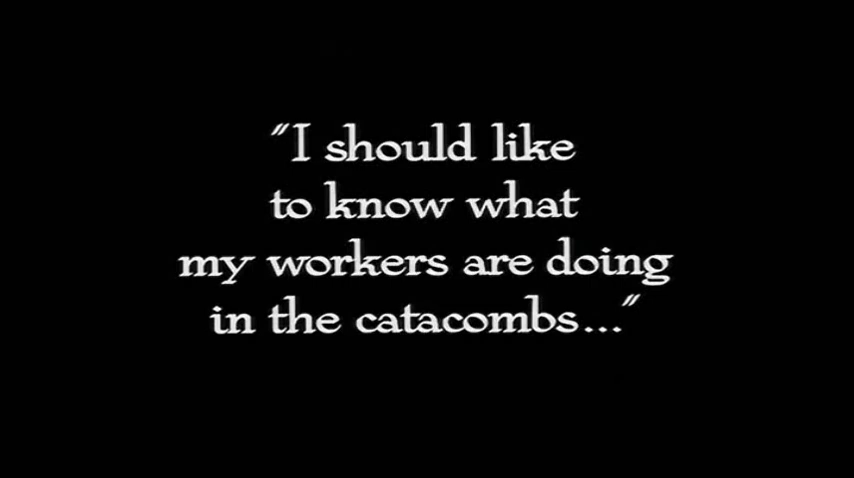 "I should like
to know what
my workers are doing
in the catacombs..."